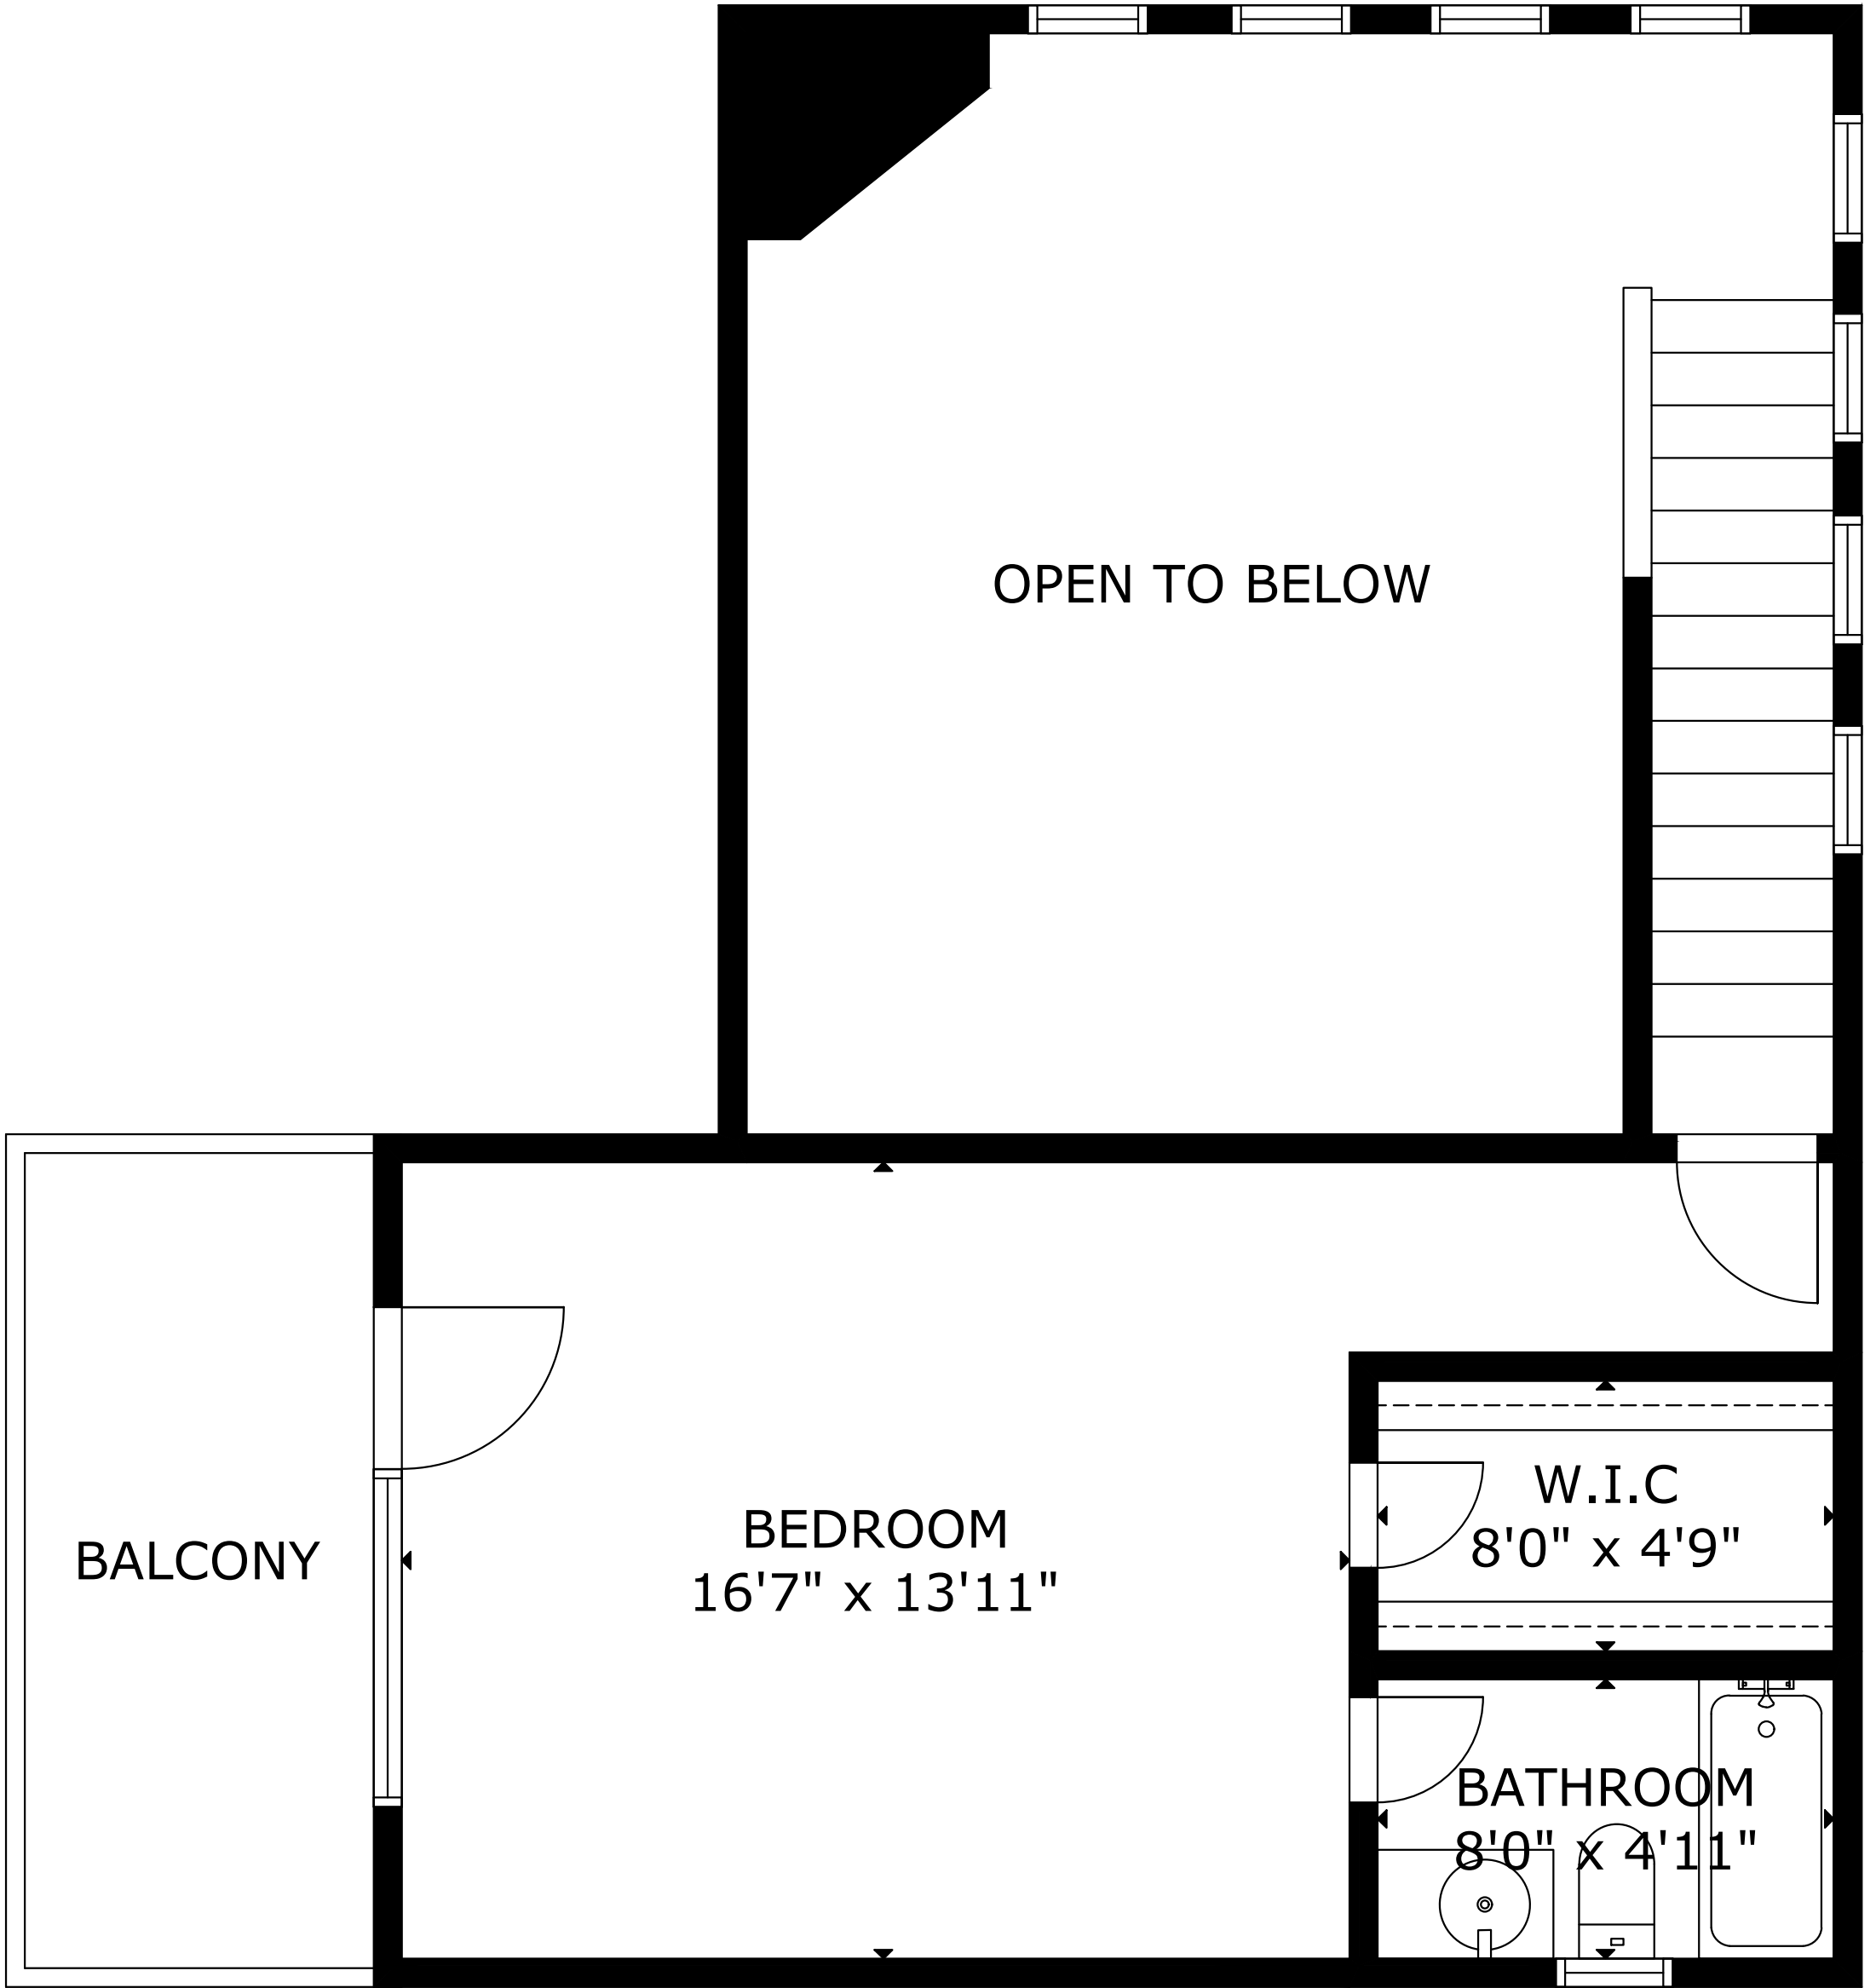 OPEN TO BELOW
BALCONY
BEDROOM
16'7" x 13'11"
W.I.C
8'0" x 4'9"
BATHROOM
8'0" x 4'11"